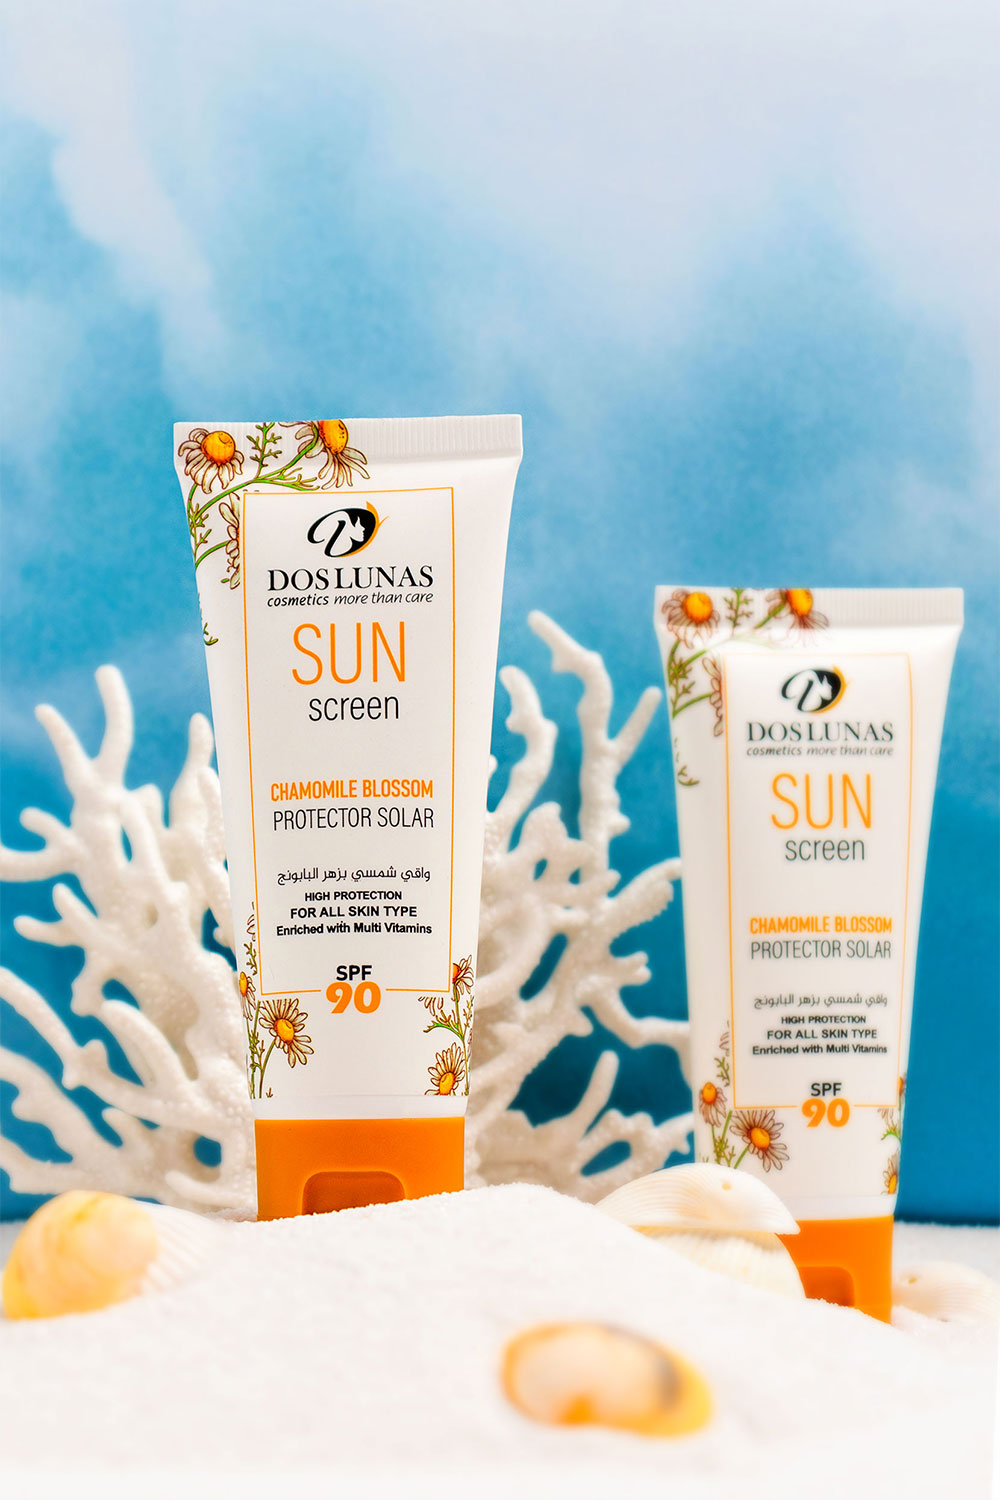 DOS LUNAS
cosmetics more than care
SUN
screen
CHAMOMILE BLOSSOM
PROTECTOR SOLAR
واقي شمسي بزهر البابونج
HIGH PROTECTION
FOR ALL SKIN TYPE
Enriched with Multi Vitamins
SPF
90
DOS LUNAS
cosmetics more than care
SUN
screen
CHAMOMILE BLOSSOM
PROTECTOR SOLAR
واقي شمسي بزهر البابونج
HIGH PROTECTION
FOR ALL SKIN TYPE
Enriched with Multi Vitamins
SPF
90